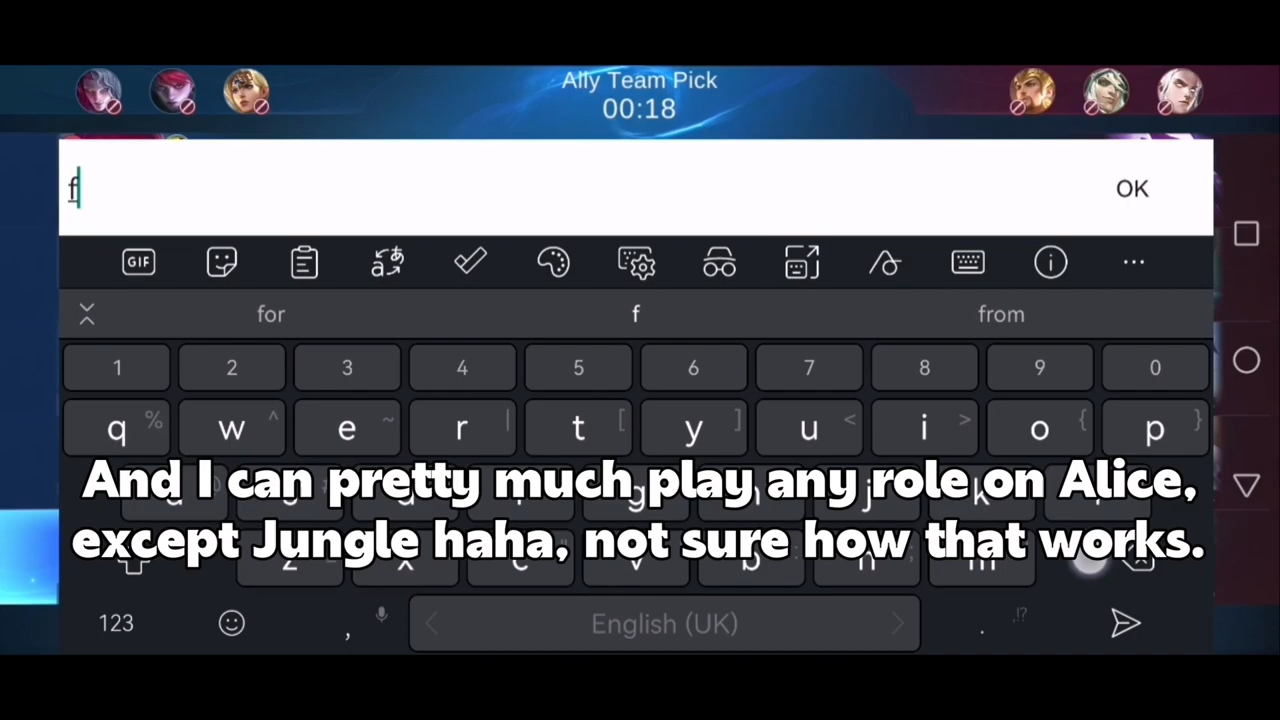 Ally Team Pick
00:18
f
OK
GIF
for f from
1 2 3 4 5 6 7 8 9 0
q % w ^ e ~ r | t [ y ] u < i > o { p }
And I can pretty much play any role on Alice,
except Jungle haha, not sure how that works.
123 , English (UK) . ,!?